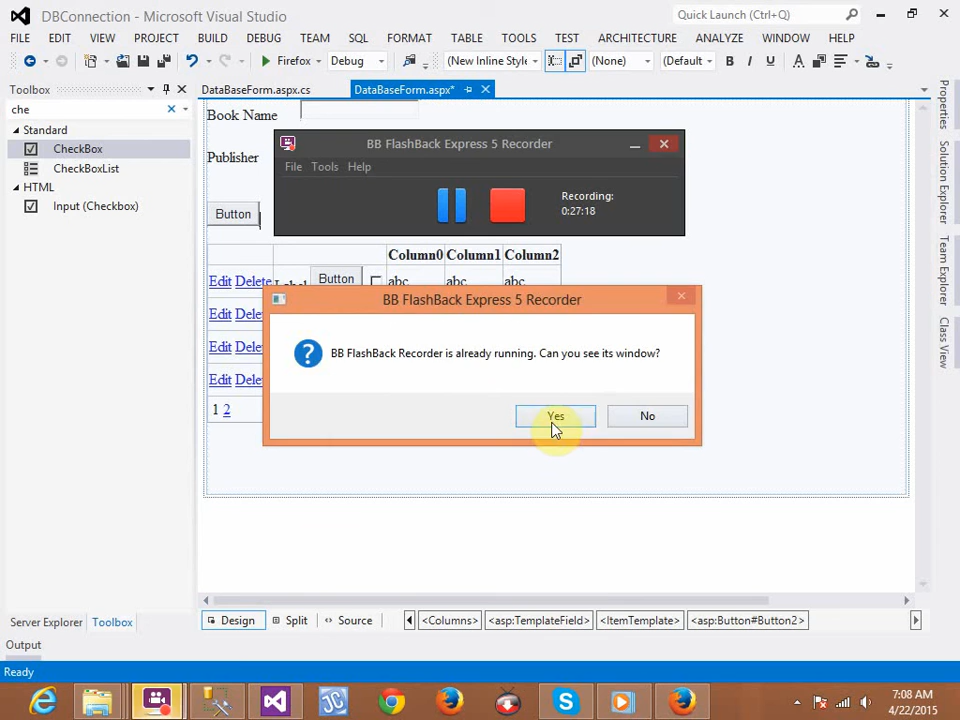 DBConnection - Microsoft Visual Studio
Quick Launch (Ctrl+Q)
FILE EDIT VIEW PROJECT BUILD DEBUG TEAM SQL FORMAT TABLE TOOLS TEST ARCHITECTURE ANALYZE WINDOW HELP
Firefox Debug (New Inline Style (None) (Default B I U A
Toolbox
DataBaseForm.aspx.cs DataBaseForm.aspx*
che
Standard
CheckBox
CheckBoxList
HTML
Input (Checkbox)
Book Name
Publisher
Button
BB FlashBack Express 5 Recorder
File Tools Help
Recording:
0:27:18
Column0 Column1 Column2
Edit Delete Label Button abc abc abc
BB FlashBack Express 5 Recorder
Edit
BB FlashBack Recorder is already running. Can you see its window?
Edit
Edit
1 2
Yes No
Properties
Solution Explorer
Team Explorer
Class View
Server Explorer Toolbox
Design Split Source <Columns> <asp:TemplateField> <ItemTemplate> <asp:Button#Button2>
Output
Ready
7:08 AM
4/22/2015